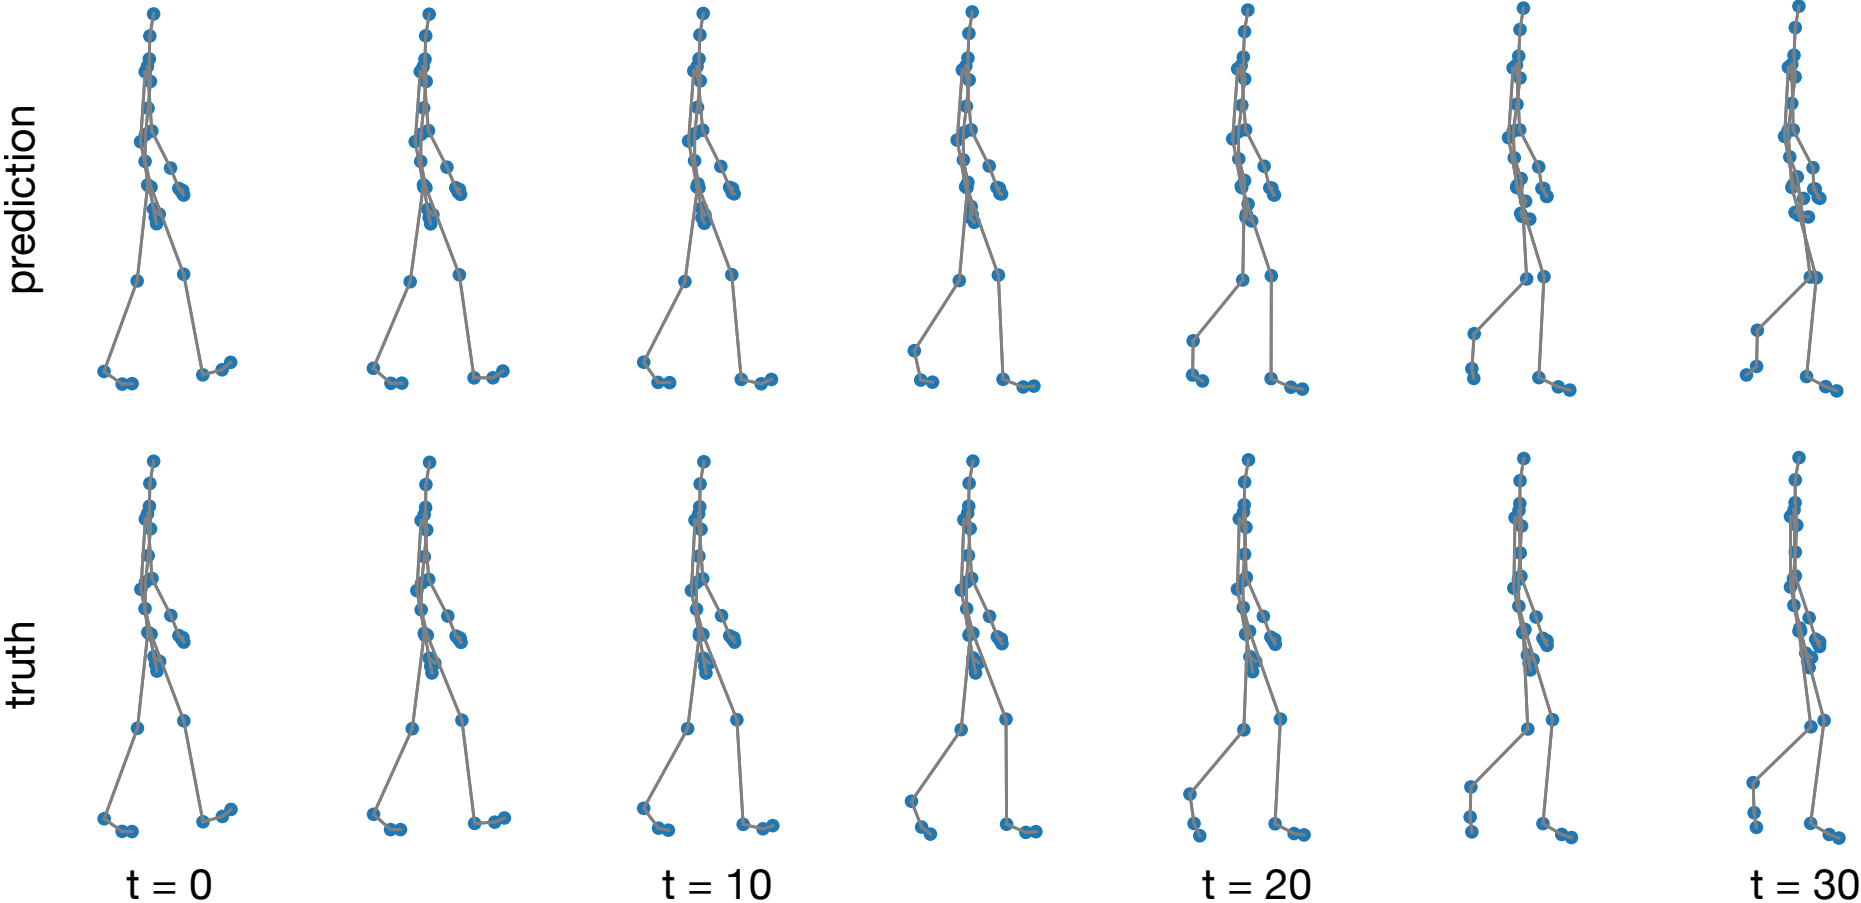 prediction
truth
t = 0
t = 10
t = 20
t = 30